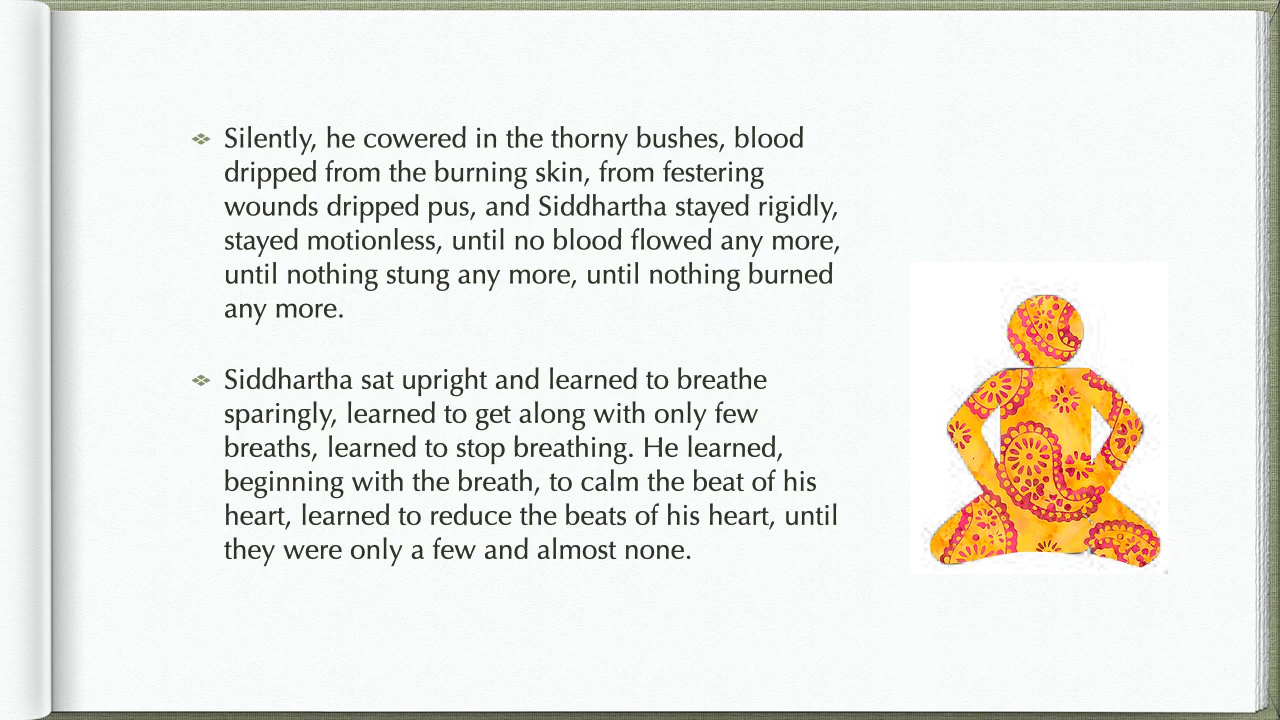 Silently, he cowered in the thorny bushes, blood
dripped from the burning skin, from festering
wounds dripped pus, and Siddhartha stayed rigidly,
stayed motionless, until no blood flowed any more,
until nothing stung any more, until nothing burned
any more.
Siddhartha sat upright and learned to breathe
sparingly, learned to get along with only few
breaths, learned to stop breathing. He learned,
beginning with the breath, to calm the beat of his
heart, learned to reduce the beats of his heart, until
they were only a few and almost none.